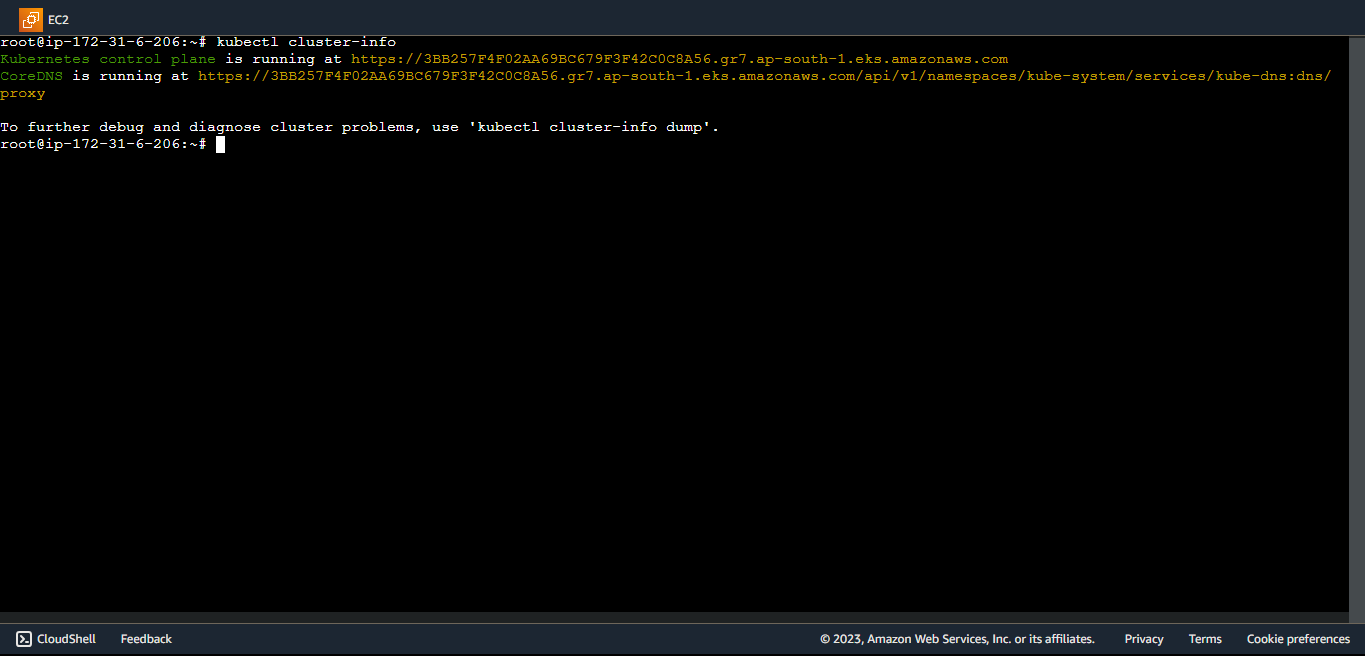 EC2
root@ip-172-31-6-206:~# kubectl cluster-info
Kubernetes control plane is running at https://3BB257F4F02AA69BC679F3F42C0C8A56.gr7.ap-south-1.eks.amazonaws.com
CoreDNS is running at https://3BB257F4F02AA69BC679F3F42C0C8A56.gr7.ap-south-1.eks.amazonaws.com/api/v1/namespaces/kube-system/services/kube-dns:dns/
proxy
To further debug and diagnose cluster problems, use 'kubectl cluster-info dump'.
root@ip-172-31-6-206:~#
CloudShell Feedback © 2023, Amazon Web Services, Inc. or its affiliates. Privacy Terms Cookie preferences